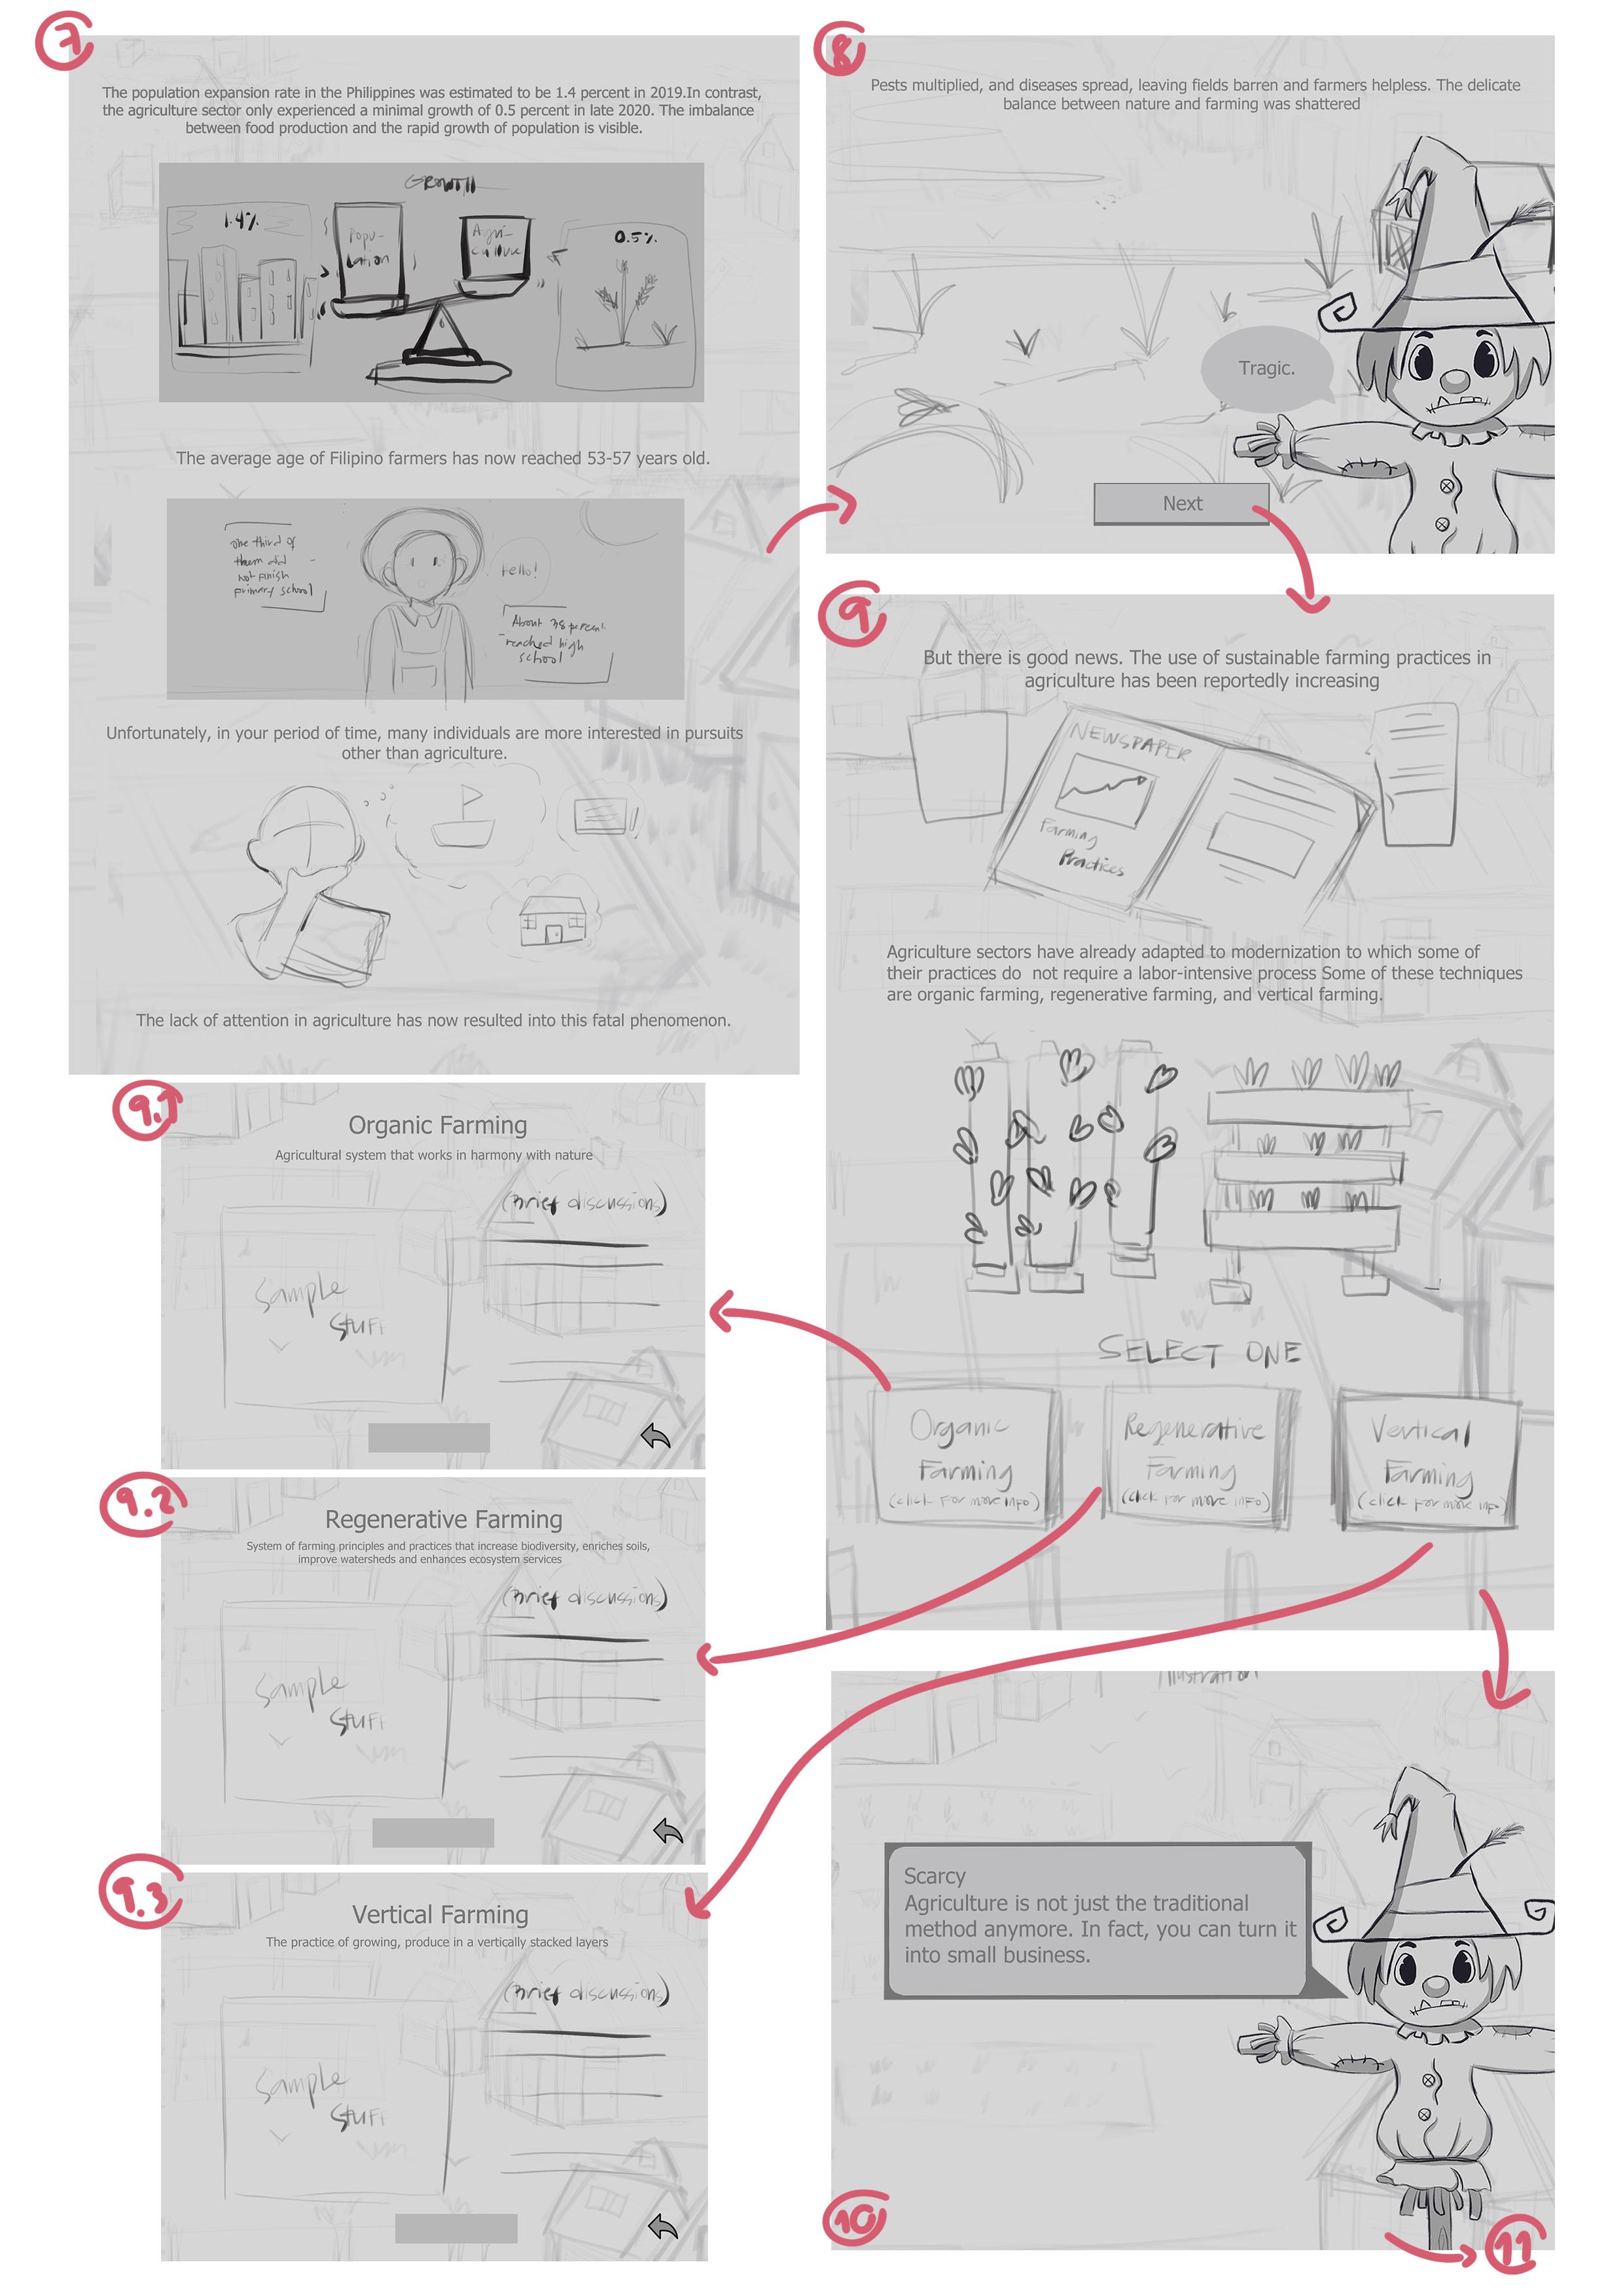 7
The population expansion rate in the Philippines was estimated to be 1.4 percent in 2019.In contrast,
the agriculture sector only experienced a minimal growth of 0.5 percent in late 2020. The imbalance
between food production and the rapid growth of population is visible.
GROWTH
1.4%
Popu-
lation
Agri-
culture
0.5%
The average age of Filipino farmers has now reached 53-57 years old.
one third of
them did
not finish
primary school
Hello!
About 38 percent
reached high
school
Unfortunately, in your period of time, many individuals are more interested in pursuits
other than agriculture.
The lack of attention in agriculture has now resulted into this fatal phenomenon.
8
Pests multiplied, and diseases spread, leaving fields barren and farmers helpless. The delicate
balance between nature and farming was shattered
Tragic.
Next
9
But there is good news. The use of sustainable farming practices in
agriculture has been reportedly increasing
NEWSPAPER
Farming
Practices
Agriculture sectors have already adapted to modernization to which some of
their practices do  not require a labor-intensive process Some of these techniques
are organic farming, regenerative farming, and vertical farming.
SELECT ONE
Organic
Farming
(click for more info)
Regenerative
Farming
(click for more info)
Vertical
Farming
(click for more info)
9.1
Organic Farming
Agricultural system that works in harmony with nature
(Brief discussions)
Sample
Stuff
9.2
Regenerative Farming
System of farming principles and practices that increase biodiversity, enriches soils,
improve watersheds and enhances ecosystem services
(Brief discussions)
Sample
Stuff
9.3
Vertical Farming
The practice of growing, produce in a vertically stacked layers
(Brief discussions)
Sample
Stuff
Illustration
Scarcy
Agriculture is not just the traditional
method anymore. In fact, you can turn it
into small business.
10
11